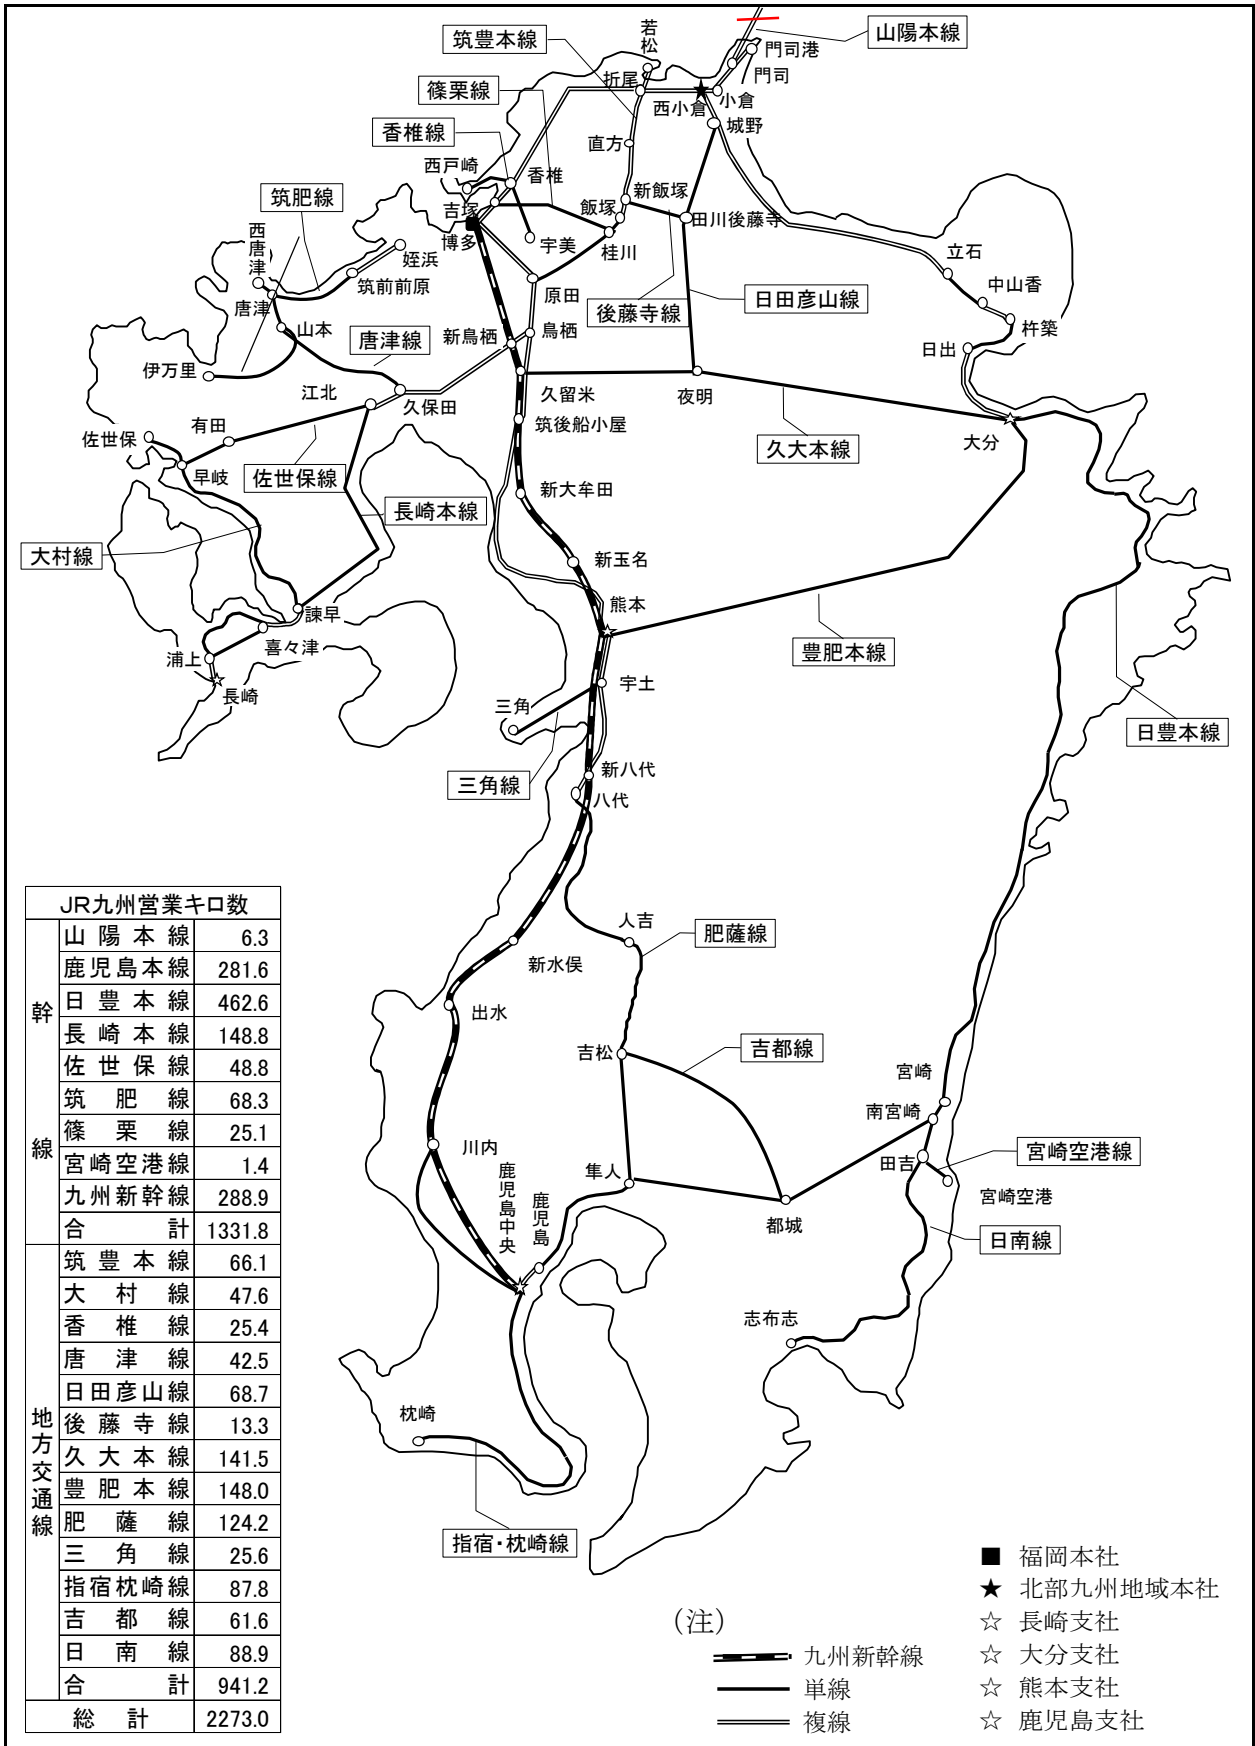 山陽本線
筑豊本線
若松
門司港
門司
折尾
篠栗線
西小倉
小倉
城野
香椎線
直方
西戸崎
香椎
新飯塚
筑肥線
吉塚
飯塚
田川後藤寺
博多
宇美
桂川
西唐津
姪浜
立石
筑前前原
原田
中山香
唐津
後藤寺線
日田彦山線
山本
唐津線
新鳥栖
鳥栖
杵築
日出
伊万里
江北
久保田
久留米
夜明
有田
筑後船小屋
佐世保
大分
久大本線
早岐
佐世保線
新大牟田
長崎本線
大村線
新玉名
熊本
諫早
喜々津
豊肥本線
浦上
長崎
宇土
三角
日豊本線
三角線
新八代
八代
人吉
肥薩線
新水俣
出水
吉松
吉都線
宮崎
南宮崎
川内
田吉
宮崎空港線
鹿児島中央
鹿児島
隼人
宮崎空港
都城
日南線
志布志
枕崎
指宿・枕崎線
JR九州営業キロ数
幹線
山陽本線 6.3
鹿児島本線 281.6
日豊本線 462.6
長崎本線 148.8
佐世保線 48.8
筑肥線 68.3
篠栗線 25.1
宮崎空港線 1.4
九州新幹線 288.9
合計 1331.8
地方交通線
筑豊本線 66.1
大村線 47.6
香椎線 25.4
唐津線 42.5
日田彦山線 68.7
後藤寺線 13.3
久大本線 141.5
豊肥本線 148.0
肥薩線 124.2
三角線 25.6
指宿枕崎線 87.8
吉都線 61.6
日南線 88.9
合計 941.2
総計 2273.0
(注)
九州新幹線
単線
複線
■ 福岡本社
★ 北部九州地域本社
☆ 長崎支社
☆ 大分支社
☆ 熊本支社
☆ 鹿児島支社